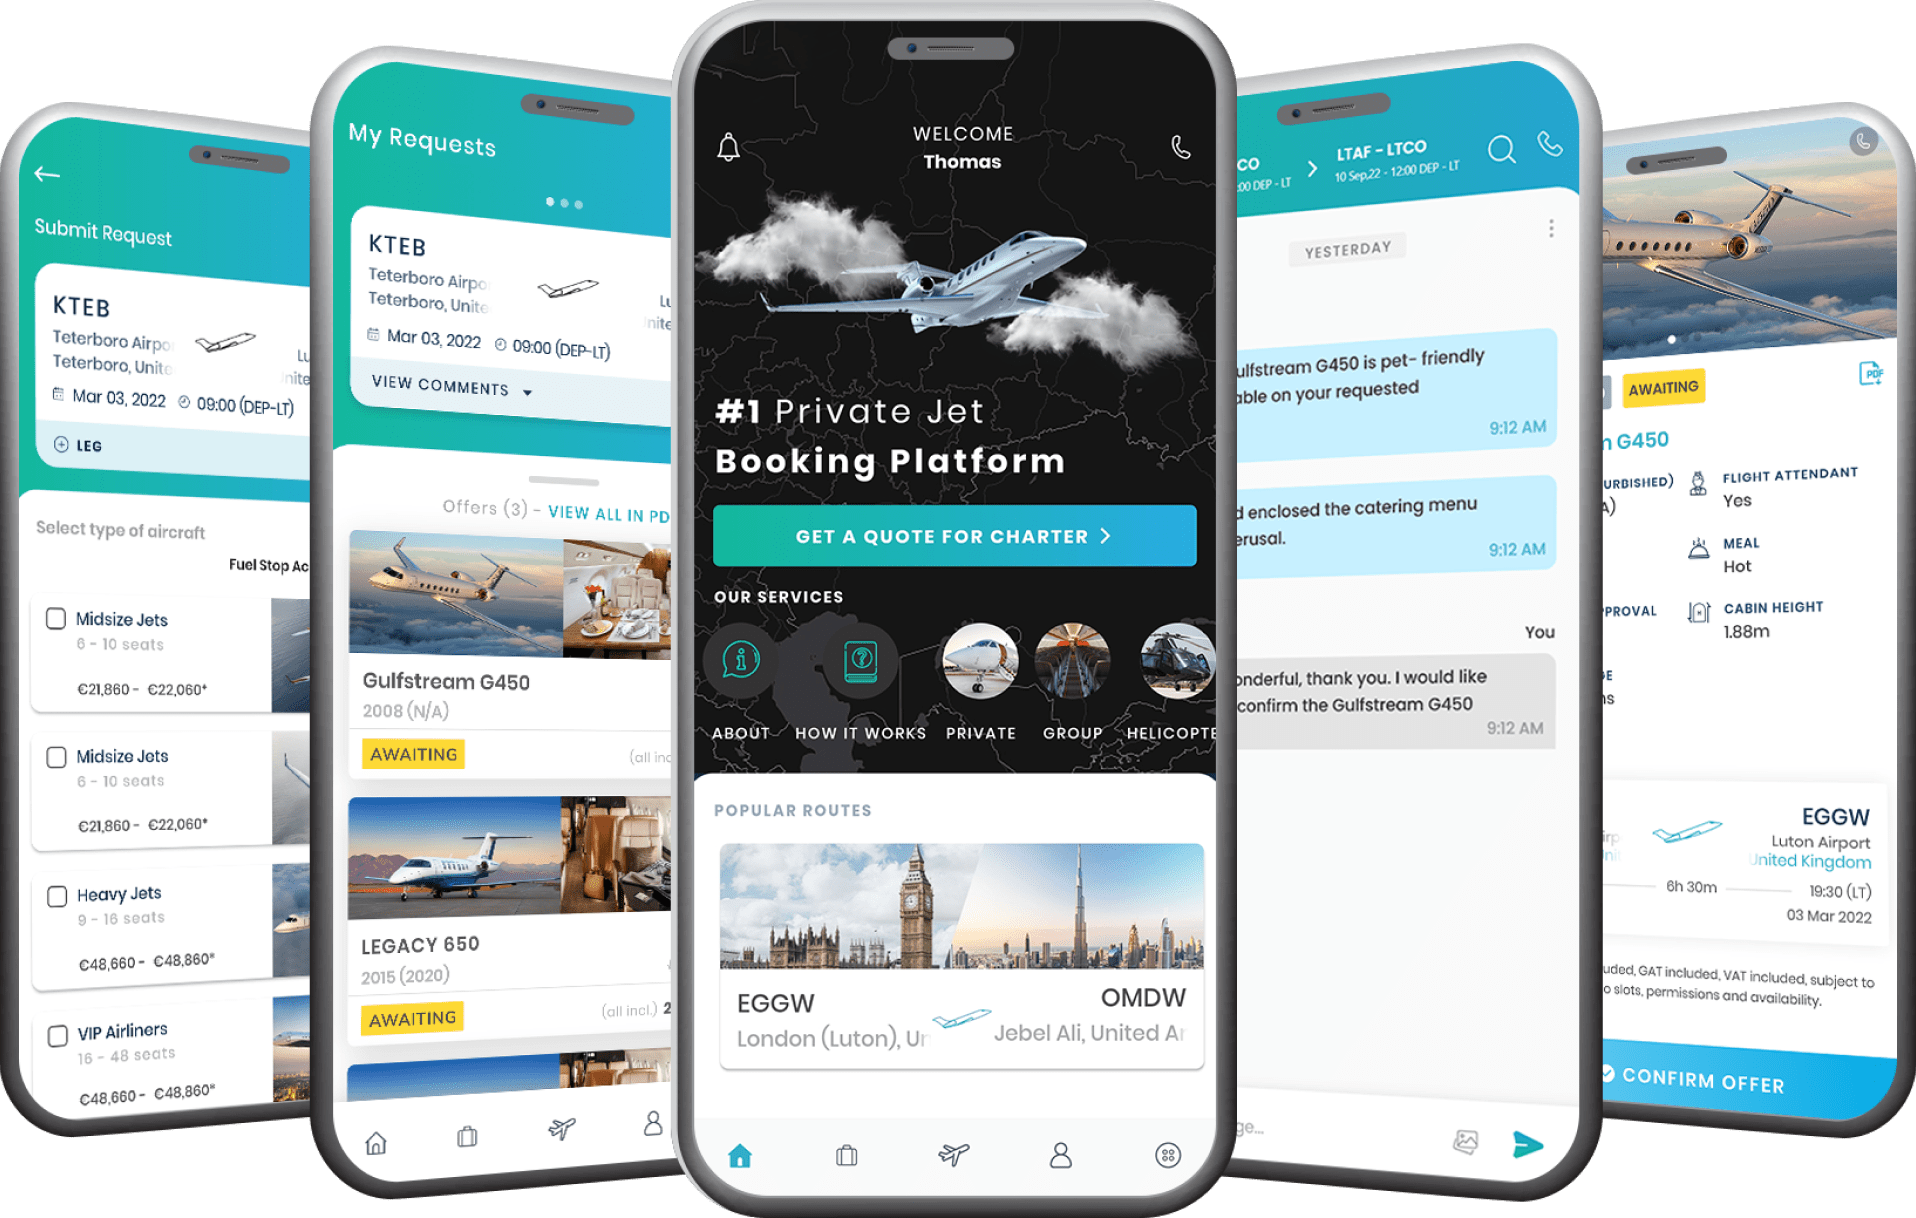 Submit Request
KTEB
Teterboro Airpo
Teterboro, Unite
Lu
Mar 03, 2022 09:00 (DEP-LT)
LEG
Select type of aircraft
Fuel Stop Ac
Midsize Jets
6 - 10 seats
€21,860 - €22,060*
Midsize Jets
6 - 10 seats
€21,860 - €22,060*
Heavy Jets
9 - 16 seats
€48,660 - €48,860*
VIP Airliners
16 - 48 seats
€48,660 - €48,860*
My Requests
KTEB
Teterboro Airpo
Teterboro, Unite
Lu
Mar 03, 2022 09:00 (DEP-LT)
VIEW COMMENTS
Offers (3) - VIEW ALL IN PD
Gulfstream G450
2008 (N/A)
AWAITING
(all inc
LEGACY 650
2015 (2020)
AWAITING
(all incl.) 2
WELCOME
Thomas
#1 Private Jet
Booking Platform
GET A QUOTE FOR CHARTER >
OUR SERVICES
ABOUT HOW IT WORKS PRIVATE GROUP HELICOPTE
POPULAR ROUTES
EGGW OMDW
London (Luton), Un Jebel Ali, United Ar
CO
:00 DEP - LT
LTAF - LTCO
10 Sep,22 - 12:00 DEP - LT
YESTERDAY
ulfstream G450 is pet- friendly
able on your requested
9:12 AM
d enclosed the catering menu
erusal.
9:12 AM
You
onderful, thank you. I would like
confirm the Gulfstream G450
9:12 AM
ge...
AWAITING
PDF
G450
URBISHED)
FLIGHT ATTENDANT
Yes
MEAL
Hot
PPROVAL
CABIN HEIGHT
1.88m
EGGW
Luton Airport
United Kingdom
6h 30m 19:30 (LT)
03 Mar 2022
uded, GAT included, VAT included, subject to
o slots, permissions and availability.
CONFIRM OFFER